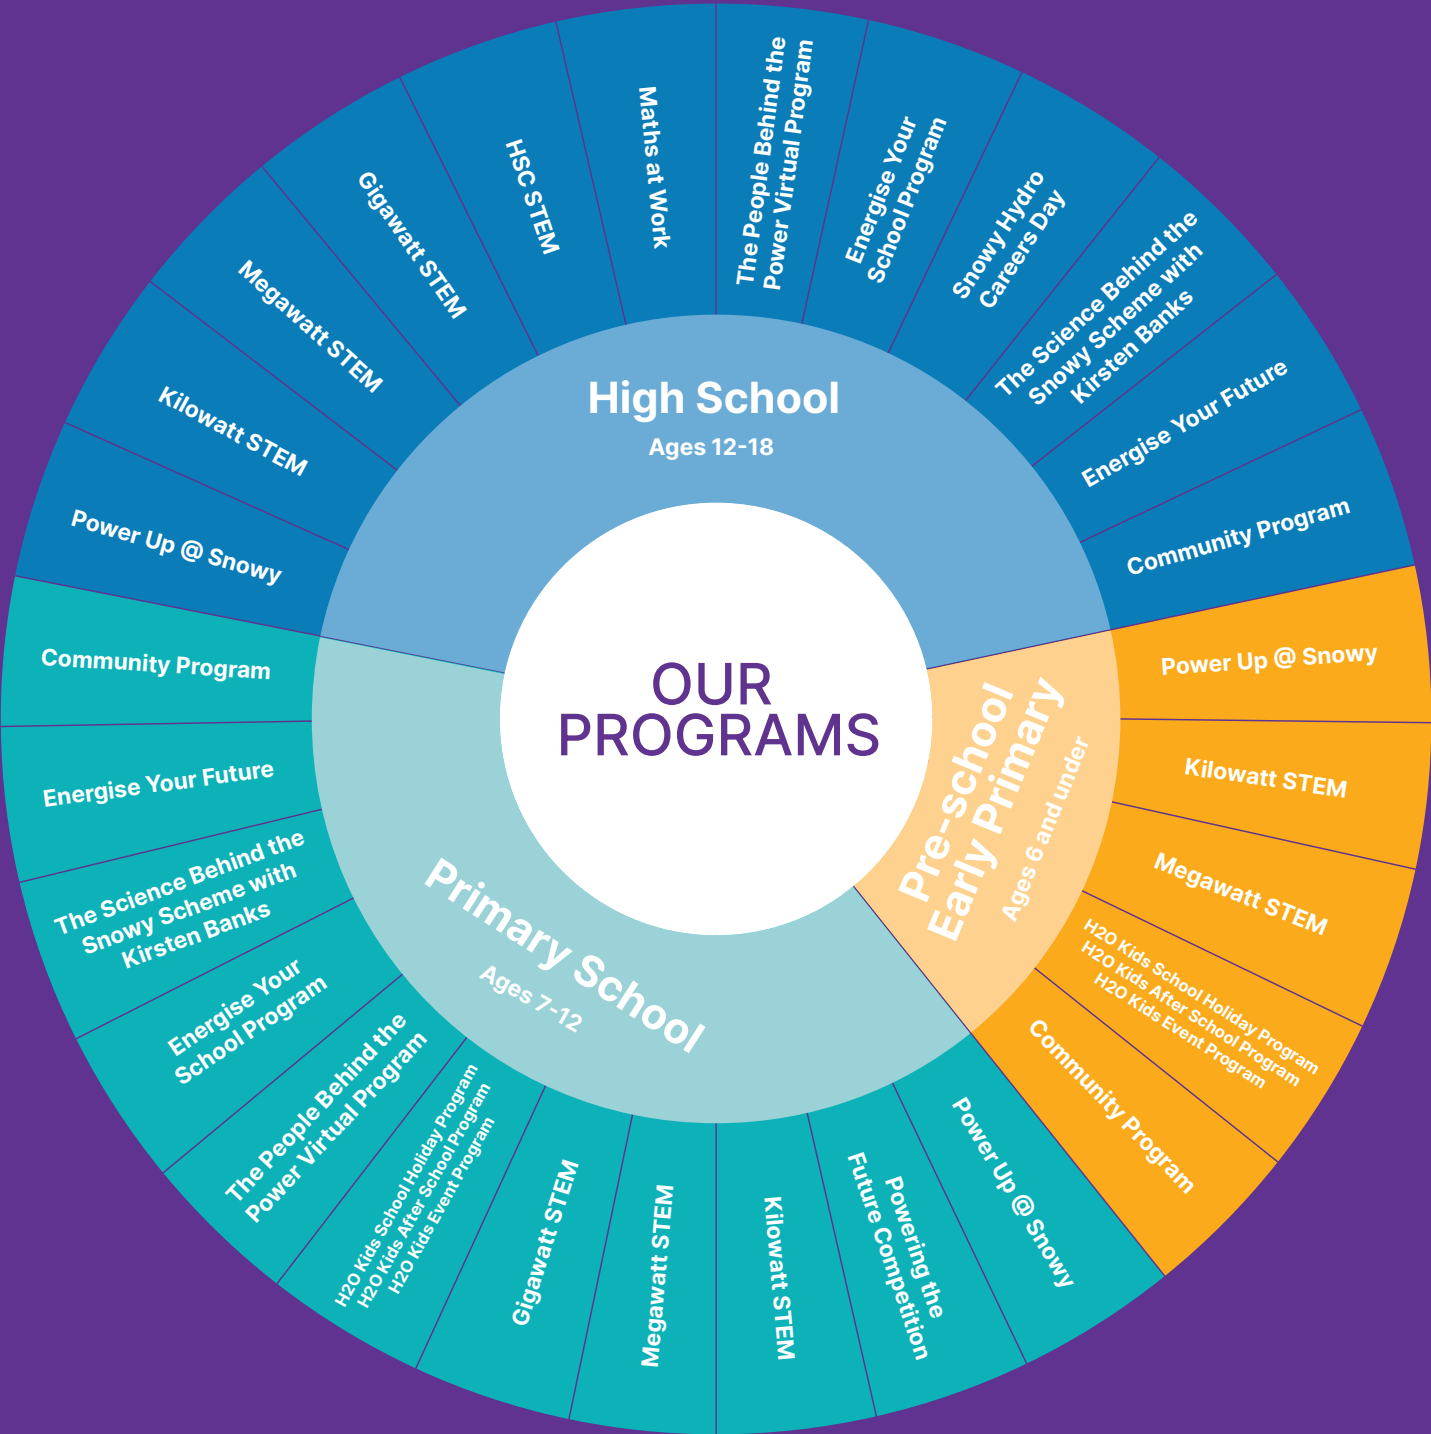 OUR
PROGRAMS
High School
Ages 12-18
Power Up @ Snowy
Kilowatt STEM
Megawatt STEM
Gigawatt STEM
HSC STEM
Maths at Work
The People Behind the
Power Virtual Program
Energise Your
School Program
Snowy Hydro
Careers Day
The Science Behind the
Snowy Scheme with
Kirsten Banks
Energise Your Future
Community Program
Pre-school
Early Primary
Ages 6 and under
Power Up @ Snowy
Kilowatt STEM
Megawatt STEM
H2O Kids School Holiday Program
H2O Kids After School Program
H2O Kids Event Program
Community Program
Primary School
Ages 7-12
Power Up @ Snowy
Powering the
Future Competition
Kilowatt STEM
Megawatt STEM
Gigawatt STEM
H2O Kids School Holiday Program
H2O Kids After School Program
H2O Kids Event Program
The People Behind the
Power Virtual Program
Energise Your
School Program
The Science Behind the
Snowy Scheme with
Kirsten Banks
Energise Your Future
Community Program